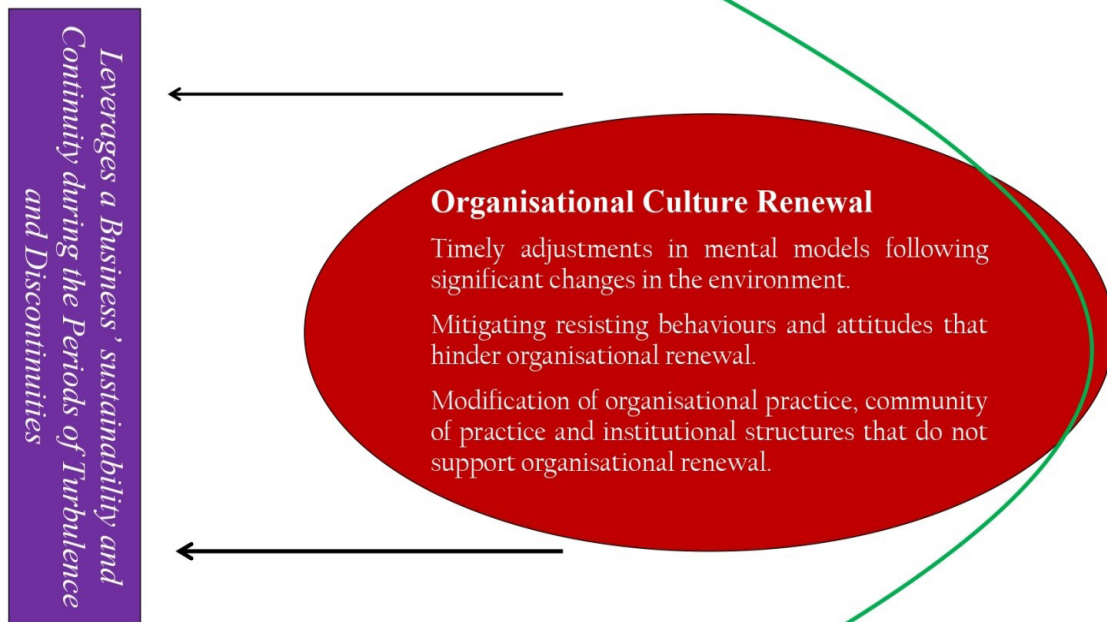 Leverages a Business' sustainability and
Continuity during the Periods of Turbulence
and Discontinuities
Organisational Culture Renewal
Timely adjustments in mental models following
significant changes in the environment.
Mitigating resisting behaviours and attitudes that
hinder organisational renewal.
Modification of organisational practice, community
of practice and institutional structures that do not
support organisational renewal.